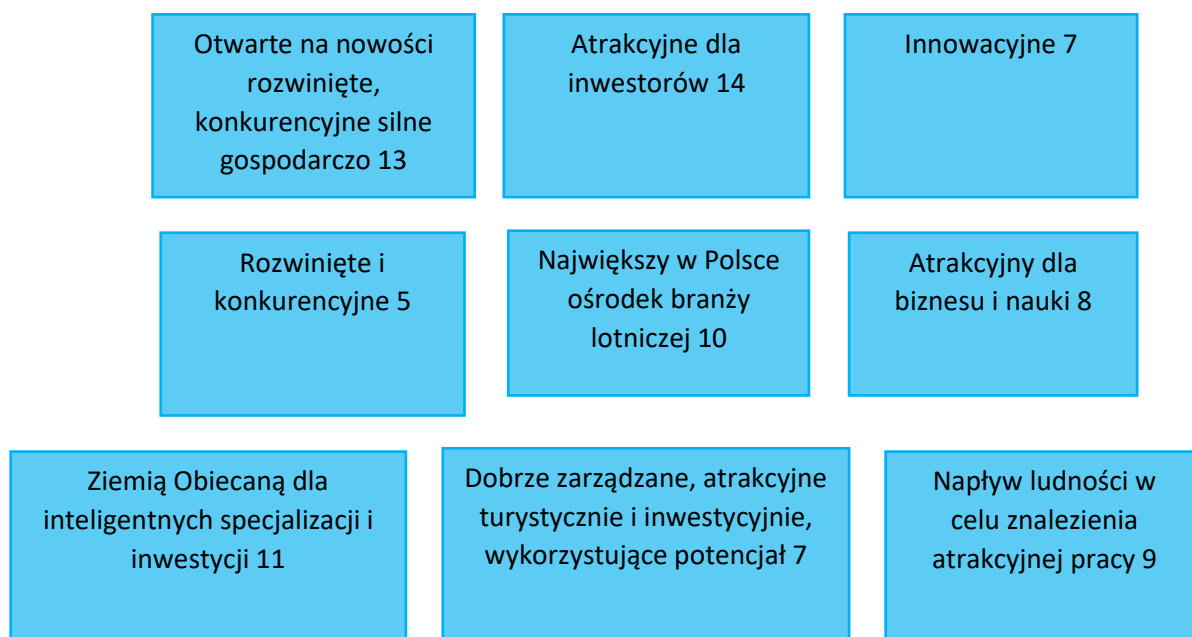 Otwarte na nowości
rozwinięte,
konkurencyjne silne
gospodarczo 13
Atrakcyjne dla
inwestorów 14
Innowacyjne 7
Rozwinięte i
konkurencyjne 5
Największy w Polsce
ośrodek branży
lotniczej 10
Atrakcyjny dla
biznesu i nauki 8
Ziemią Obiecaną dla
inteligentnych specjalizacji i
inwestycji 11
Dobrze zarządzane, atrakcyjne
turystycznie i inwestycyjnie,
wykorzystujące potencjał 7
Napływ ludności w
celu znalezienia
atrakcyjnej pracy 9